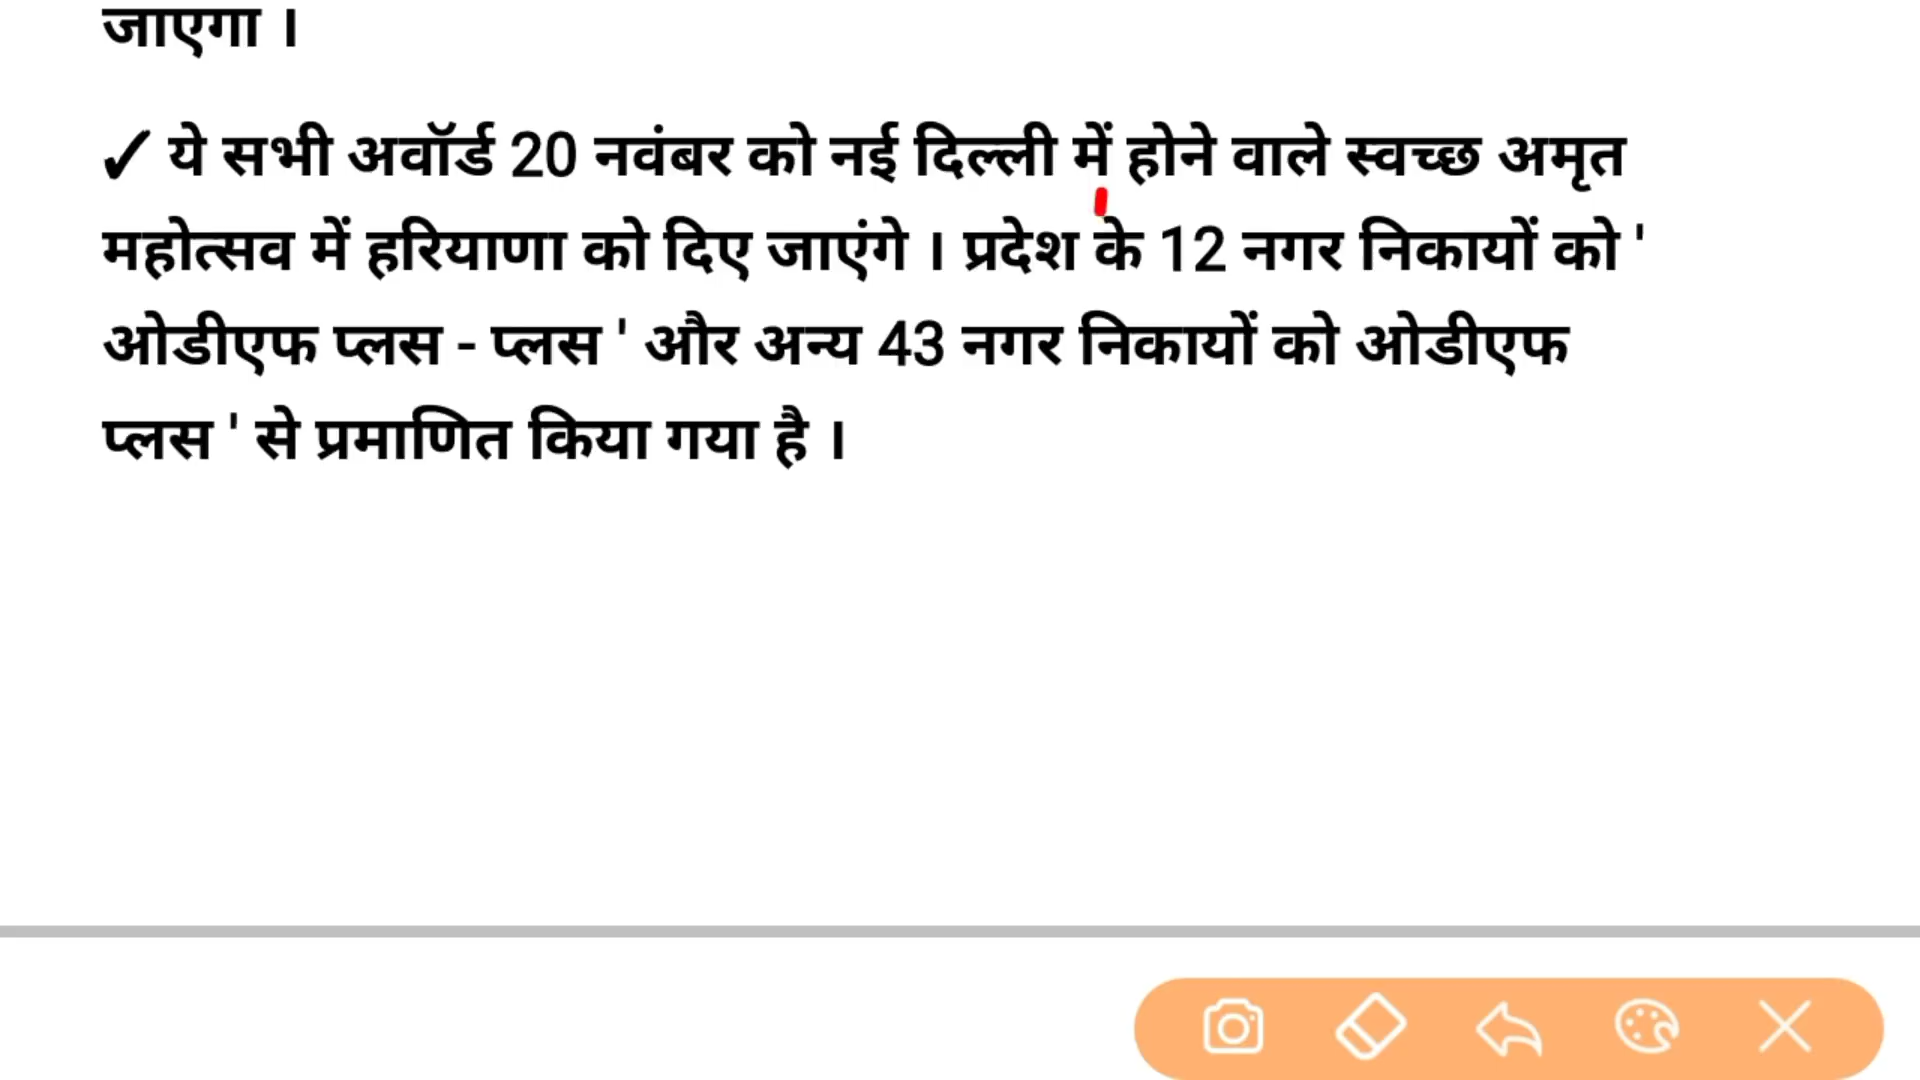 जाएगा ।
✓ ये सभी अवॉर्ड 20 नवंबर को नई दिल्ली में होने वाले स्वच्छ अमृत
महोत्सव में हरियाणा को दिए जाएंगे । प्रदेश के 12 नगर निकायों को '
ओडीएफ प्लस - प्लस ' और अन्य 43 नगर निकायों को ओडीएफ
प्लस ' से प्रमाणित किया गया है ।